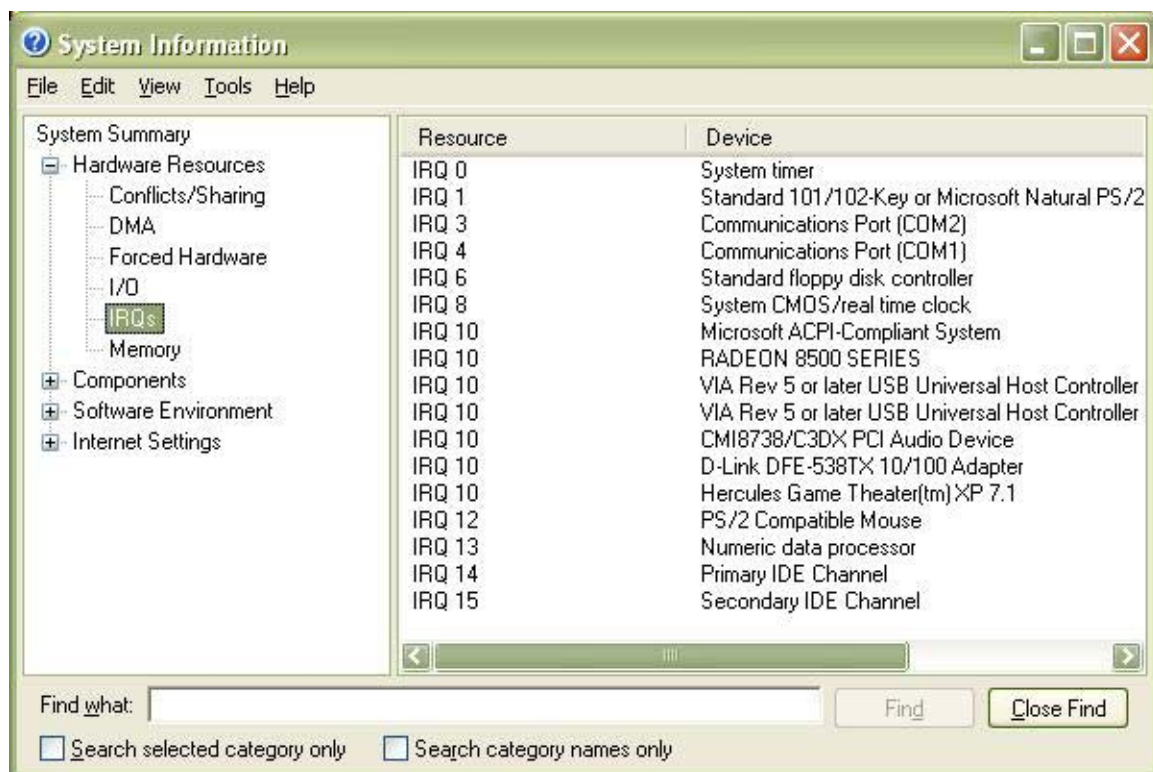 System Information
File Edit View Tools Help
System Summary
Hardware Resources
Conflicts/Sharing
DMA
Forced Hardware
I/O
IRQs
Memory
Components
Software Environment
Internet Settings
Resource Device
IRQ 0 System timer
IRQ 1 Standard 101/102-Key or Microsoft Natural PS/2
IRQ 3 Communications Port (COM2)
IRQ 4 Communications Port (COM1)
IRQ 6 Standard floppy disk controller
IRQ 8 System CMOS/real time clock
IRQ 10 Microsoft ACPI-Compliant System
IRQ 10 RADEON 8500 SERIES
IRQ 10 VIA Rev 5 or later USB Universal Host Controller
IRQ 10 VIA Rev 5 or later USB Universal Host Controller
IRQ 10 CMI8738/C3DX PCI Audio Device
IRQ 10 D-Link DFE-538TX 10/100 Adapter
IRQ 10 Hercules Game Theater(tm) XP 7.1
IRQ 12 PS/2 Compatible Mouse
IRQ 13 Numeric data processor
IRQ 14 Primary IDE Channel
IRQ 15 Secondary IDE Channel
Find what: Find Close Find
Search selected category only Search category names only